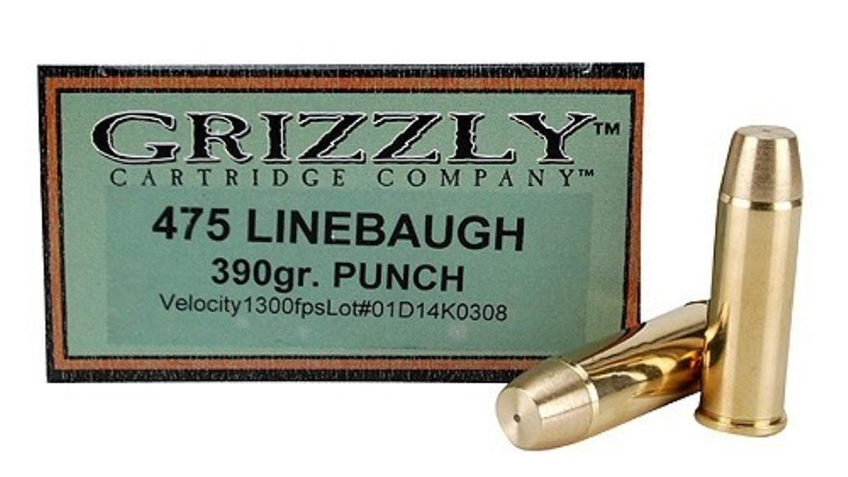 GRIZZLY™
CARTRIDGE COMPANY™
475 LINEBAUGH
390gr. PUNCH
Velocity1300fpsLot#01D14K0308